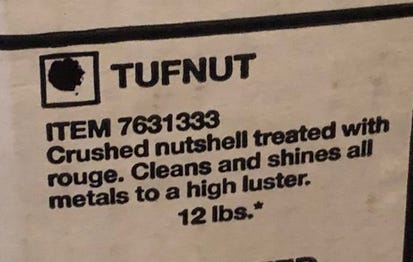 TUFNUT
ITEM 7631333
Crushed nutshell treated with
rouge. Cleans and shines all
metals to a high luster.
12 lbs.*